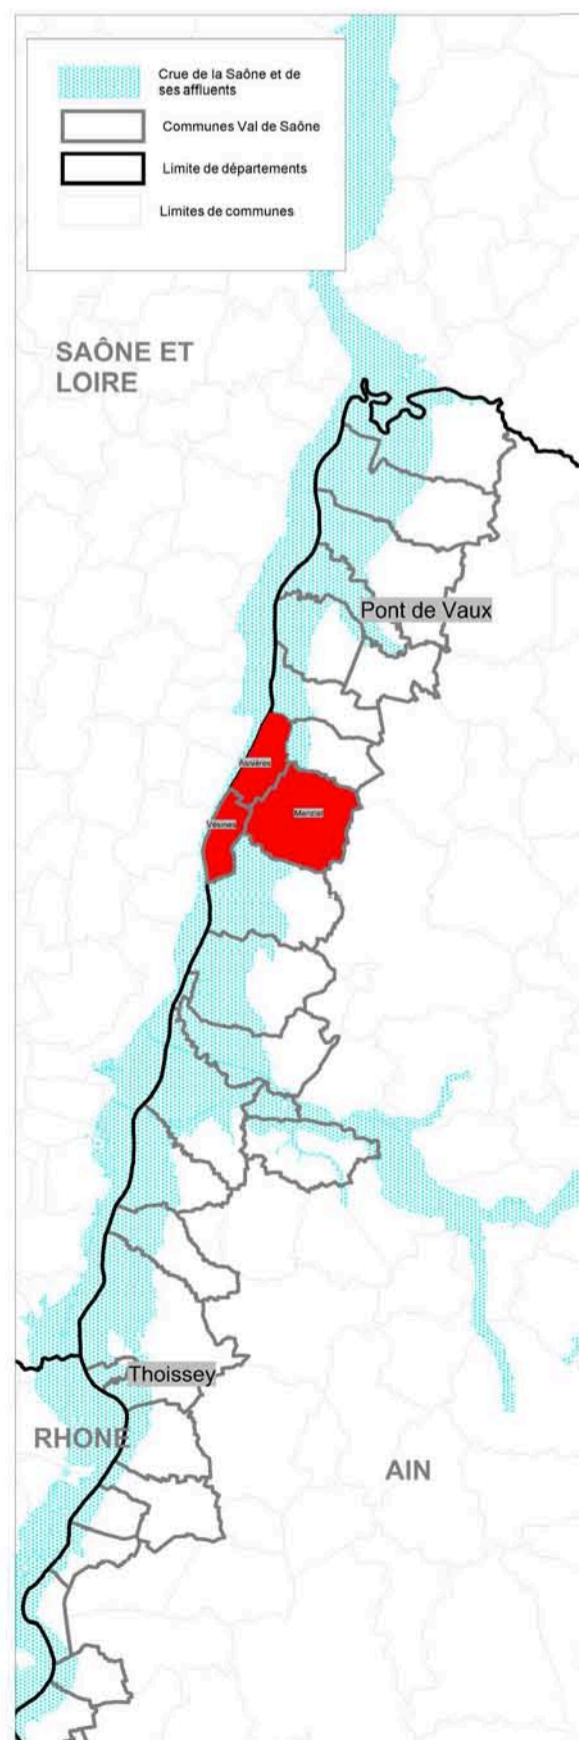 Crue de la Saône et de
ses affluents
Communes Val de Saône
Limite de départements
Limites de communes
SAÔNE ET
LOIRE
Pont de Vaux
Asnières
Manziat
Vésines
Thoissey
RHONE
AIN